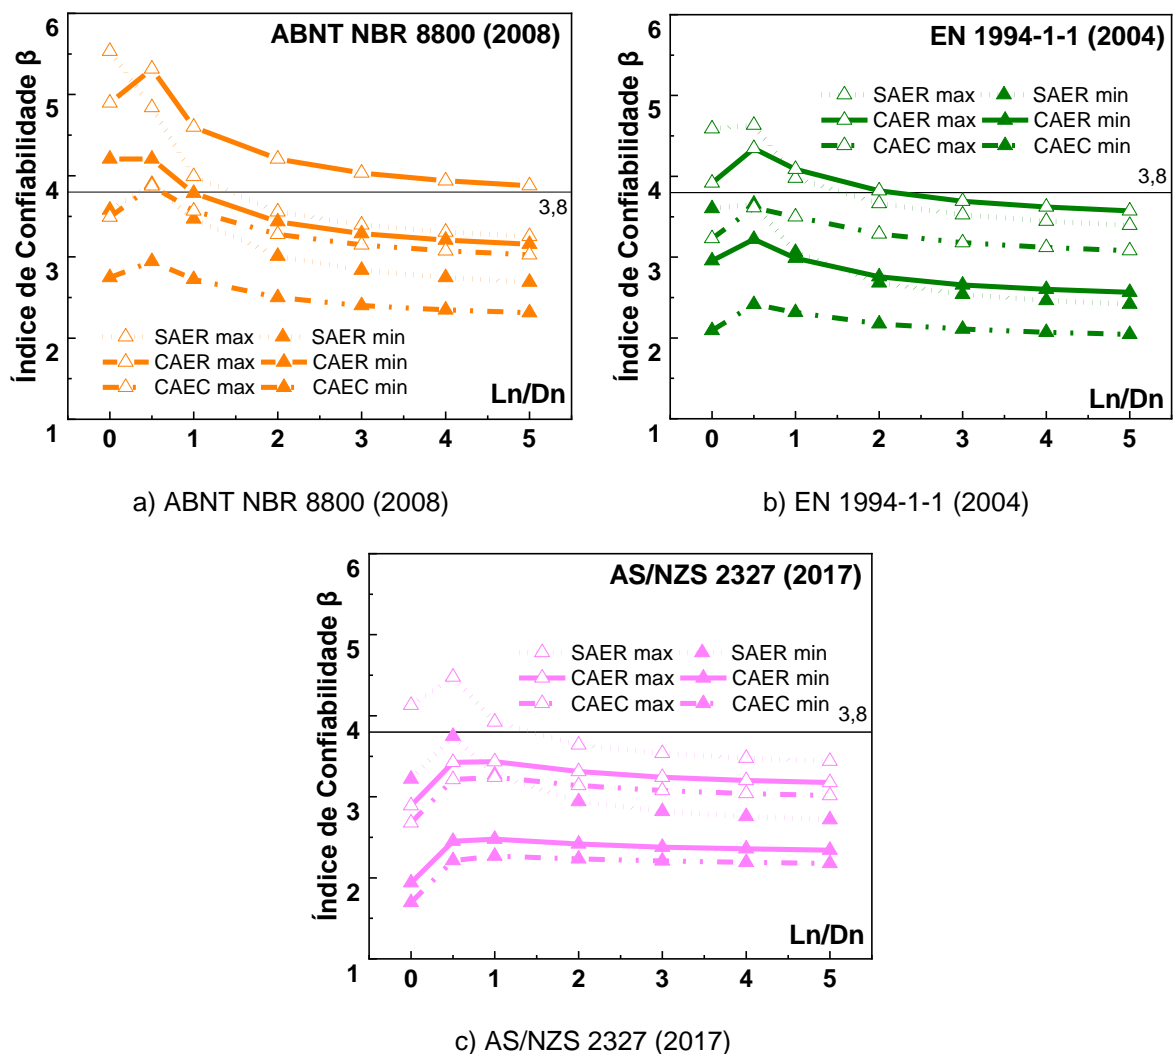 ABNT NBR 8800 (2008)
Índice de Confiabilidade β
6
5
4
3
2
1
3,8
SAER max
SAER min
CAER max
CAER min
CAEC max
CAEC min
Ln/Dn
0 1 2 3 4 5
a) ABNT NBR 8800 (2008)
EN 1994-1-1 (2004)
Índice de Confiabilidade β
6
5
4
3
2
1
SAER max
SAER min
CAER max
CAER min
CAEC max
CAEC min
3,8
Ln/Dn
0 1 2 3 4 5
b) EN 1994-1-1 (2004)
AS/NZS 2327 (2017)
Índice de Confiabilidade β
6
5
4
3
2
1
SAER max
SAER min
CAER max
CAER min
CAEC max
CAEC min
3,8
Ln/Dn
0 1 2 3 4 5
c) AS/NZS 2327 (2017)